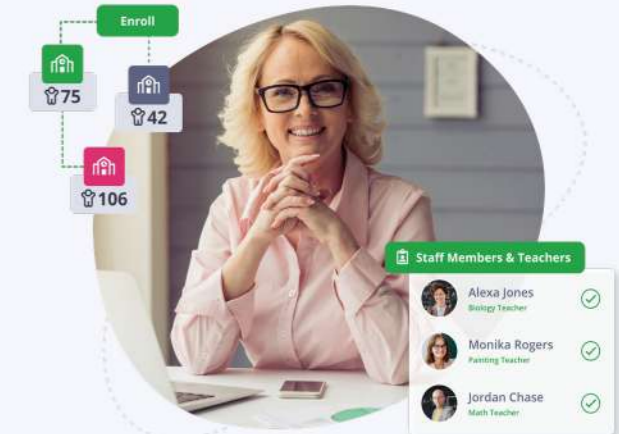 Enroll
75
42
106
Staff Members & Teachers
Alexa Jones
Biology Teacher
Monika Rogers
Painting Teacher
Jordan Chase
Math Teacher